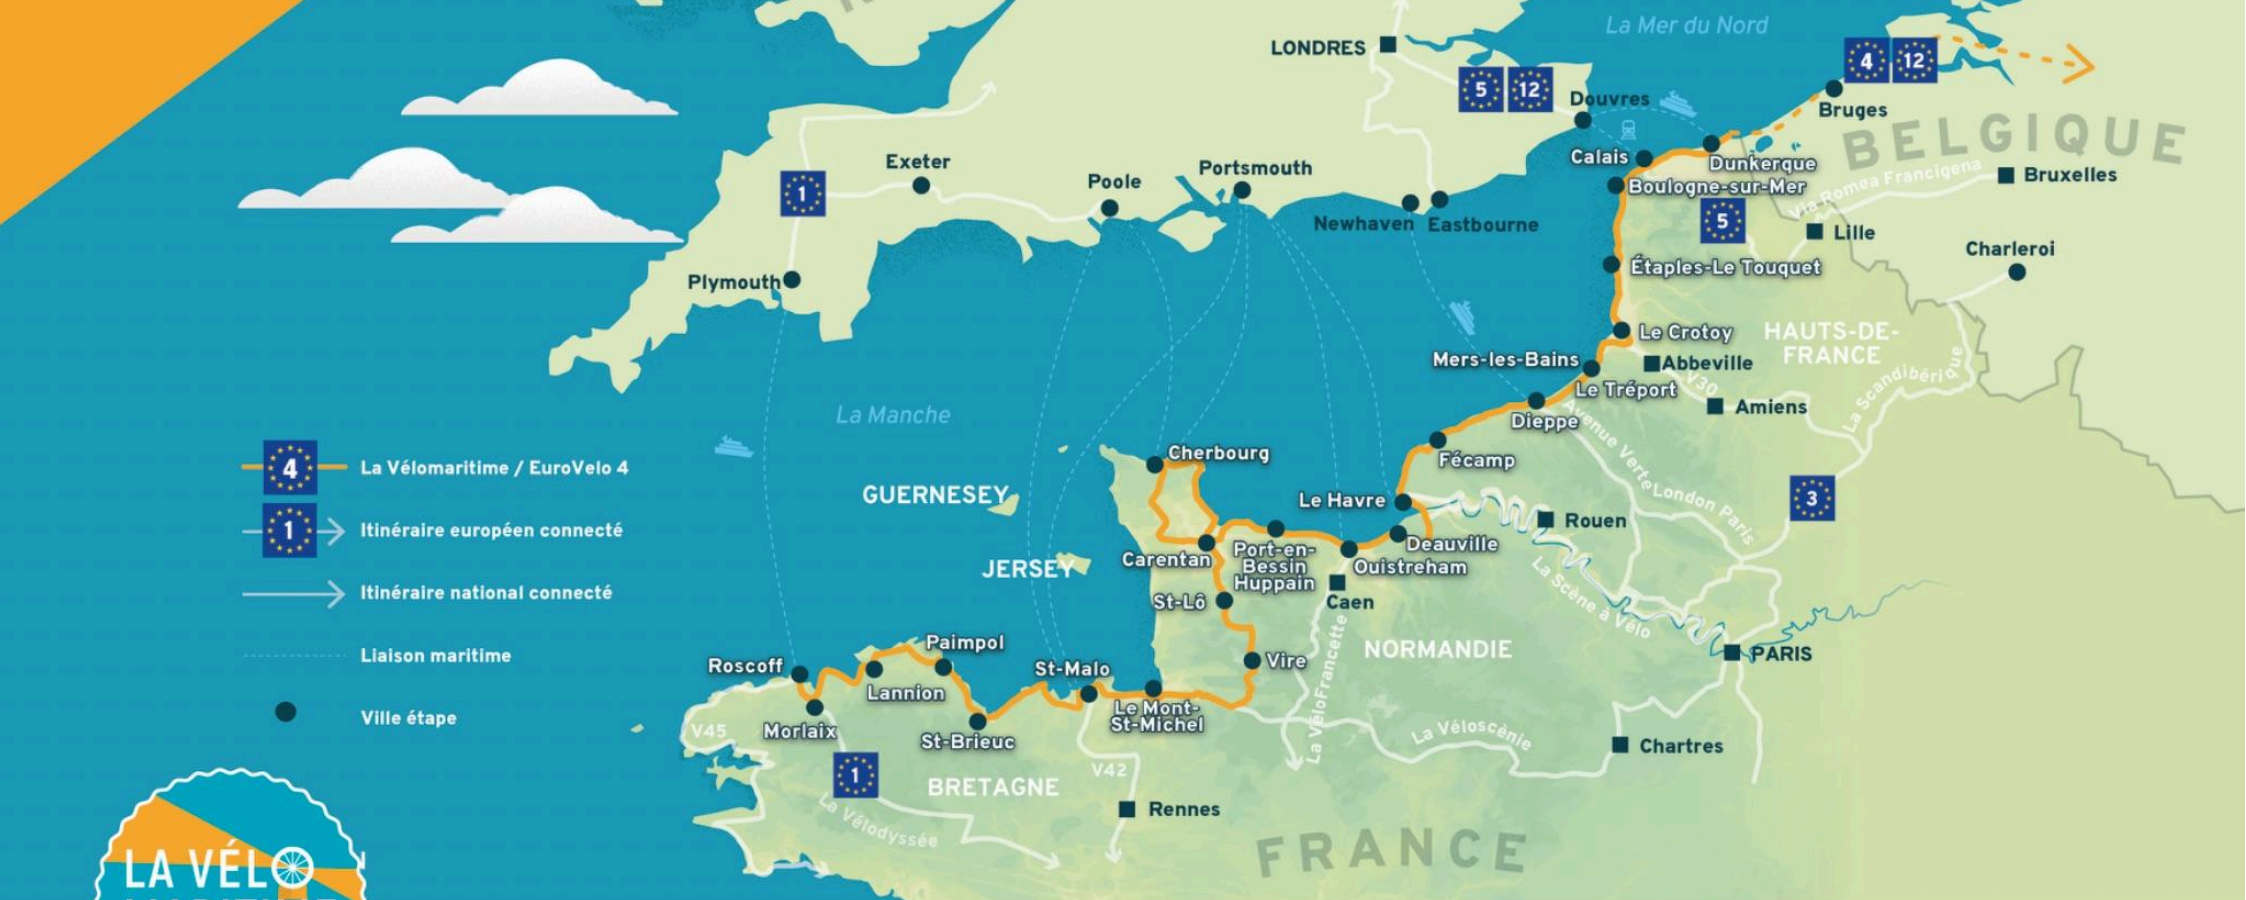 La Mer du Nord
LONDRES
4
12
5
12
Douvres
Bruges
BELGIQUE
Calais
Dunkerque
Via Romea Francigena
Bruxelles
Boulogne-sur-Mer
5
Lille
Charleroi
Exeter
1
Poole
Portsmouth
Newhaven
Eastbourne
Plymouth
Étaples-Le Touquet
Le Crotoy
HAUTS-DE-
FRANCE
Mers-les-Bains
Abbeville
V30
Le Tréport
Amiens
La Scandibérique
Dieppe
Avenue Verte London Paris
La Manche
Cherbourg
Fécamp
4
La Vélomaritime / EuroVelo 4
GUERNESEY
Le Havre
3
1
Itinéraire européen connecté
Rouen
JERSEY
Carentan
Port-en-
Bessin
Huppain
Deauville
Ouistreham
Itinéraire national connecté
St-Lô
Caen
La Scène à Vélo
Liaison maritime
Roscoff
Paimpol
Lannion
St-Malo
Vire
NORMANDIE
PARIS
Le Mont-
St-Michel
La VéloFrancette
Ville étape
V45
Morlaix
St-Brieuc
La Véloscènie
Chartres
1
BRETAGNE
V42
La Vélodyssée
Rennes
FRANCE
LA VÉLO